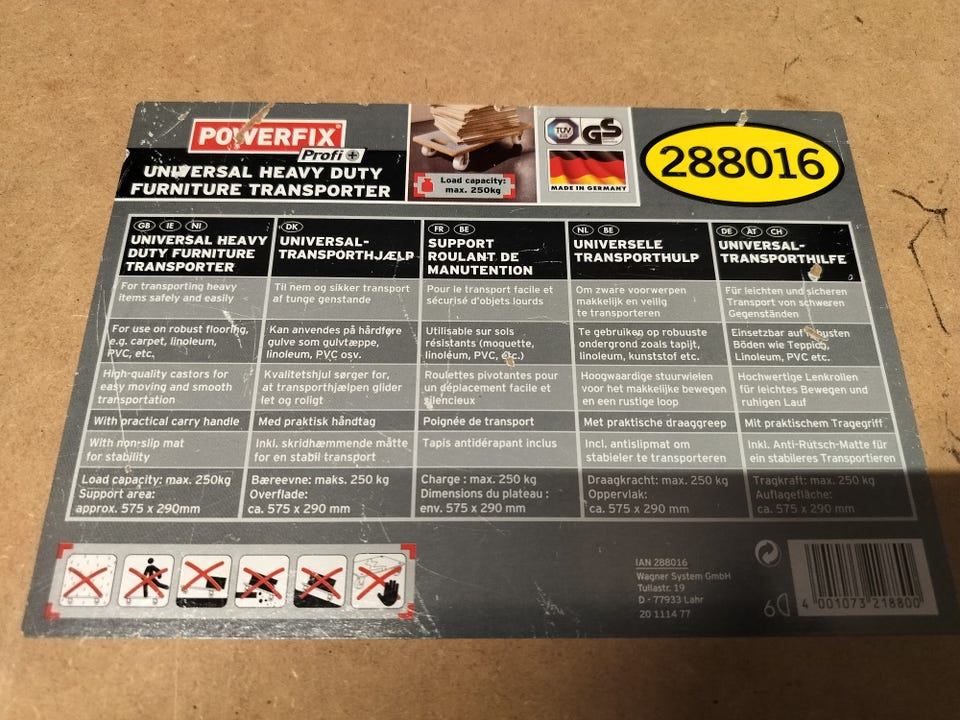 POWERFIX
Profi +
UNIVERSAL HEAVY DUTY
FURNITURE TRANSPORTER
Load capacity:
max. 250kg
TÜV
GS
MADE IN GERMANY
288016
GB IE NI
UNIVERSAL HEAVY
DUTY FURNITURE
TRANSPORTER
For transporting heavy
items safely and easily
For use on robust flooring,
e.g. carpet, linoleum,
PVC, etc.
High-quality castors for
easy moving and smooth
transportation
With practical carry handle
With non-slip mat
for stability
Load capacity: max. 250kg
Support area:
approx. 575 x 290mm
DK
UNIVERSAL-
TRANSPORTHJÆLP
Til nem og sikker transport
af tunge genstande
Kan anvendes på hårdføre
gulve som gulvtæppe,
linoleum, PVC osv.
Kvalitetshjul sørger for,
at transporthjælpen glider
let og roligt
Med praktisk håndtag
Inkl. skridhæmmende måtte
for en stabil transport
Bæreevne: maks. 250 kg
Overflade:
ca. 575 x 290 mm
FR BE
SUPPORT
ROULANT DE
MANUTENTION
Pour le transport facile et
sécurisé d'objets lourds
Utilisable sur sols
résistants (moquette,
linoléum, PVC, etc.)
Roulettes pivotantes pour
un déplacement facile et
silencieux
Poignée de transport
Tapis antidérapant inclus
Charge : max. 250 kg
Dimensions du plateau :
env. 575 x 290 mm
NL BE
UNIVERSELE
TRANSPORTHULP
Om zware voorwerpen
makkelijk en veilig
te transporteren
Te gebruiken op robuuste
ondergrond zoals tapijt,
linoleum, kunststof etc.
Hoogwaardige stuurwielen
voor het makkelijke bewegen
en een rustige loop
Met praktische draaggreep
Incl. antislipmat om
stabieler te transporteren
Draagkracht: max. 250 kg
Oppervlak:
ca. 575 x 290 mm
DE AT CH
UNIVERSAL-
TRANSPORTHILFE
Für leichten und sicheren
Transport von schweren
Gegenständen
Einsetzbar auf robusten
Böden wie Teppich,
Linoleum, PVC etc.
Hochwertige Lenkrollen
für leichtes Bewegen und
ruhigen Lauf
Mit praktischem Tragegriff
Inkl. Anti-Rutsch-Matte für
ein stabileres Transportieren
Tragkraft: max. 250 kg
Auflagefläche:
ca. 575 x 290 mm
IAN 288016
Wagner System GmbH
Tullastr. 19
D - 77933 Lahr
20 1114 77
6
4 001073 218800